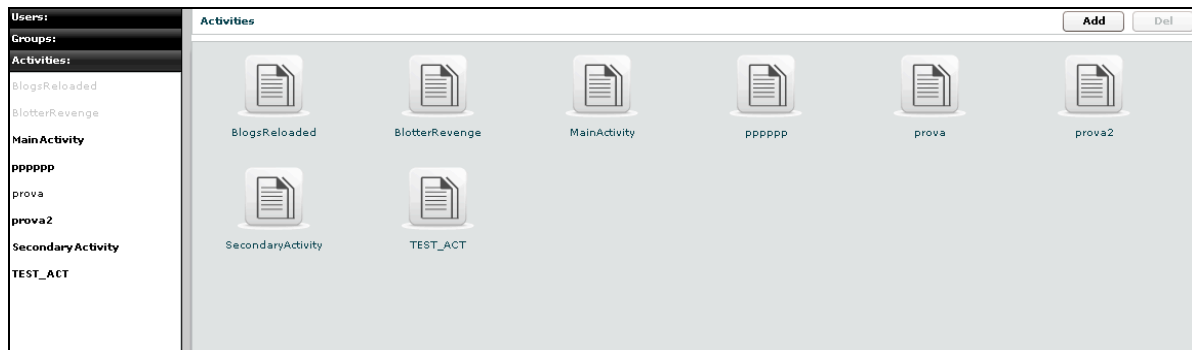 Users:
Groups:
Activities:
BlogsReloaded
BlotterRevenge
MainActivity
pppppp
prova
prova2
SecondaryActivity
TEST_ACT
Activities
Add Del
BlogsReloaded BlotterRevenge MainActivity pppppp prova prova2
SecondaryActivity TEST_ACT